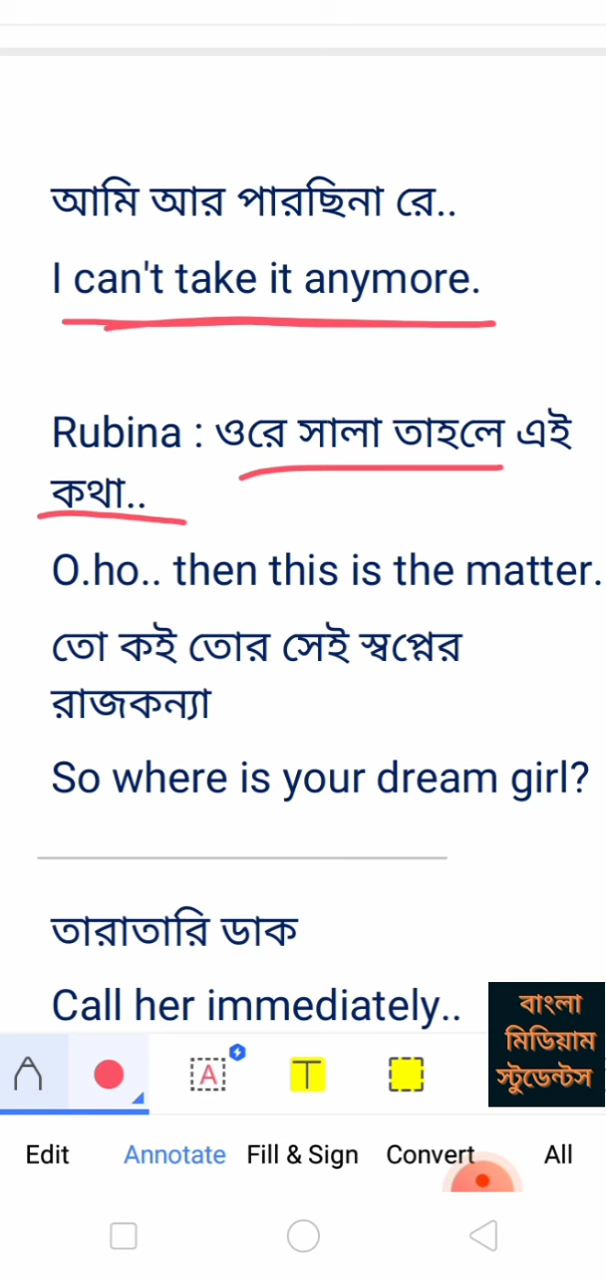 আমি আর পারছিনা রে..
I can't take it anymore.
Rubina : ওরে সালা তাহলে এই
কথা..
O.ho.. then this is the matter.
তো কই তোর সেই স্বপ্নের
রাজকন্যা
So where is your dream girl?
তারাতারি ডাক
Call her immediately..
বাংলা
মিডিয়াম
স্টুডেন্টস
A
T
Edit Annotate Fill & Sign Convert All